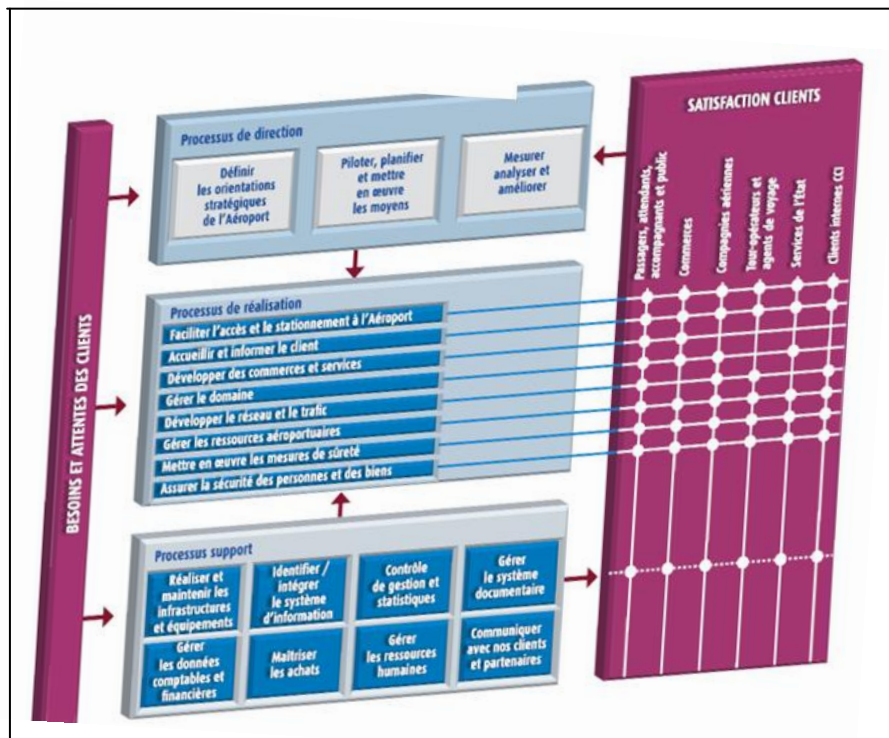 BESOINS ET ATTENTES DES CLIENTS
Processus de direction
Définir
les orientations
stratégiques
de l'Aéroport
Piloter, planifier
et mettre
en œuvre
les moyens
Mesurer
analyser et
améliorer
Processus de réalisation
Faciliter l'accès et le stationnement à l'Aéroport
Accueillir et informer le client
Développer des commerces et services
Gérer le domaine
Développer le réseau et le trafic
Gérer les ressources aéroportuaires
Mettre en œuvre les mesures de sûreté
Assurer la sécurité des personnes et des biens
Processus support
Réaliser et
maintenir les
infrastructures
et équipements
Identifier /
intégrer
le système
d'information
Contrôle
de gestion et
statistiques
Gérer
le système
documentaire
Gérer
les données
comptables et
financières
Maîtriser
les achats
Gérer
les ressources
humaines
Communiquer
avec nos clients
et partenaires
SATISFACTION CLIENTS
Passagers, attendants,
accompagnants et public
Commerces
Compagnies aériennes
Tour-opérateurs et
agents de voyage
Services de l'État
Clients internes CCI